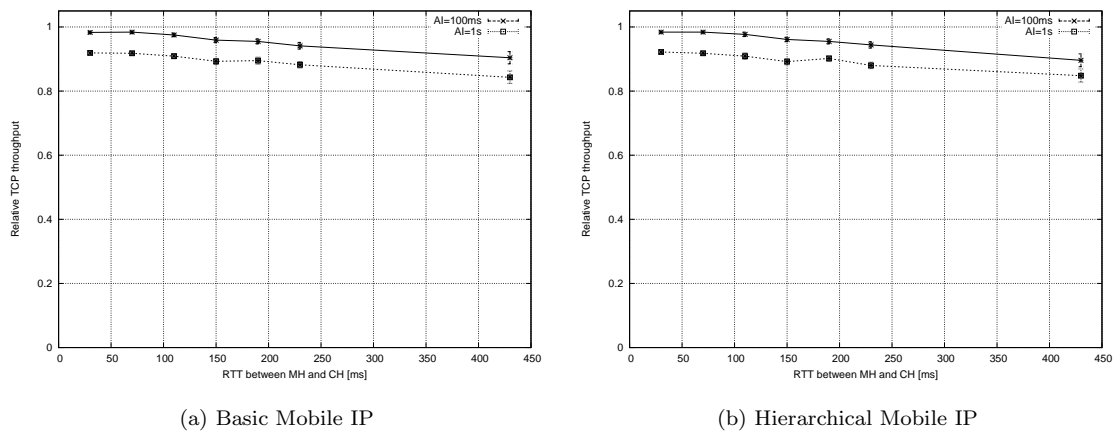 1
0.8
0.6
0.4
0.2
0
0 50 100 150 200 250 300 350 400 450
Relative TCP throughput
RTT between MH and CH [ms]
AI=100ms
AI=1s
(a) Basic Mobile IP
1
0.8
0.6
0.4
0.2
0
0 50 100 150 200 250 300 350 400 450
Relative TCP throughput
RTT between MH and CH [ms]
AI=100ms
AI=1s
(b) Hierarchical Mobile IP